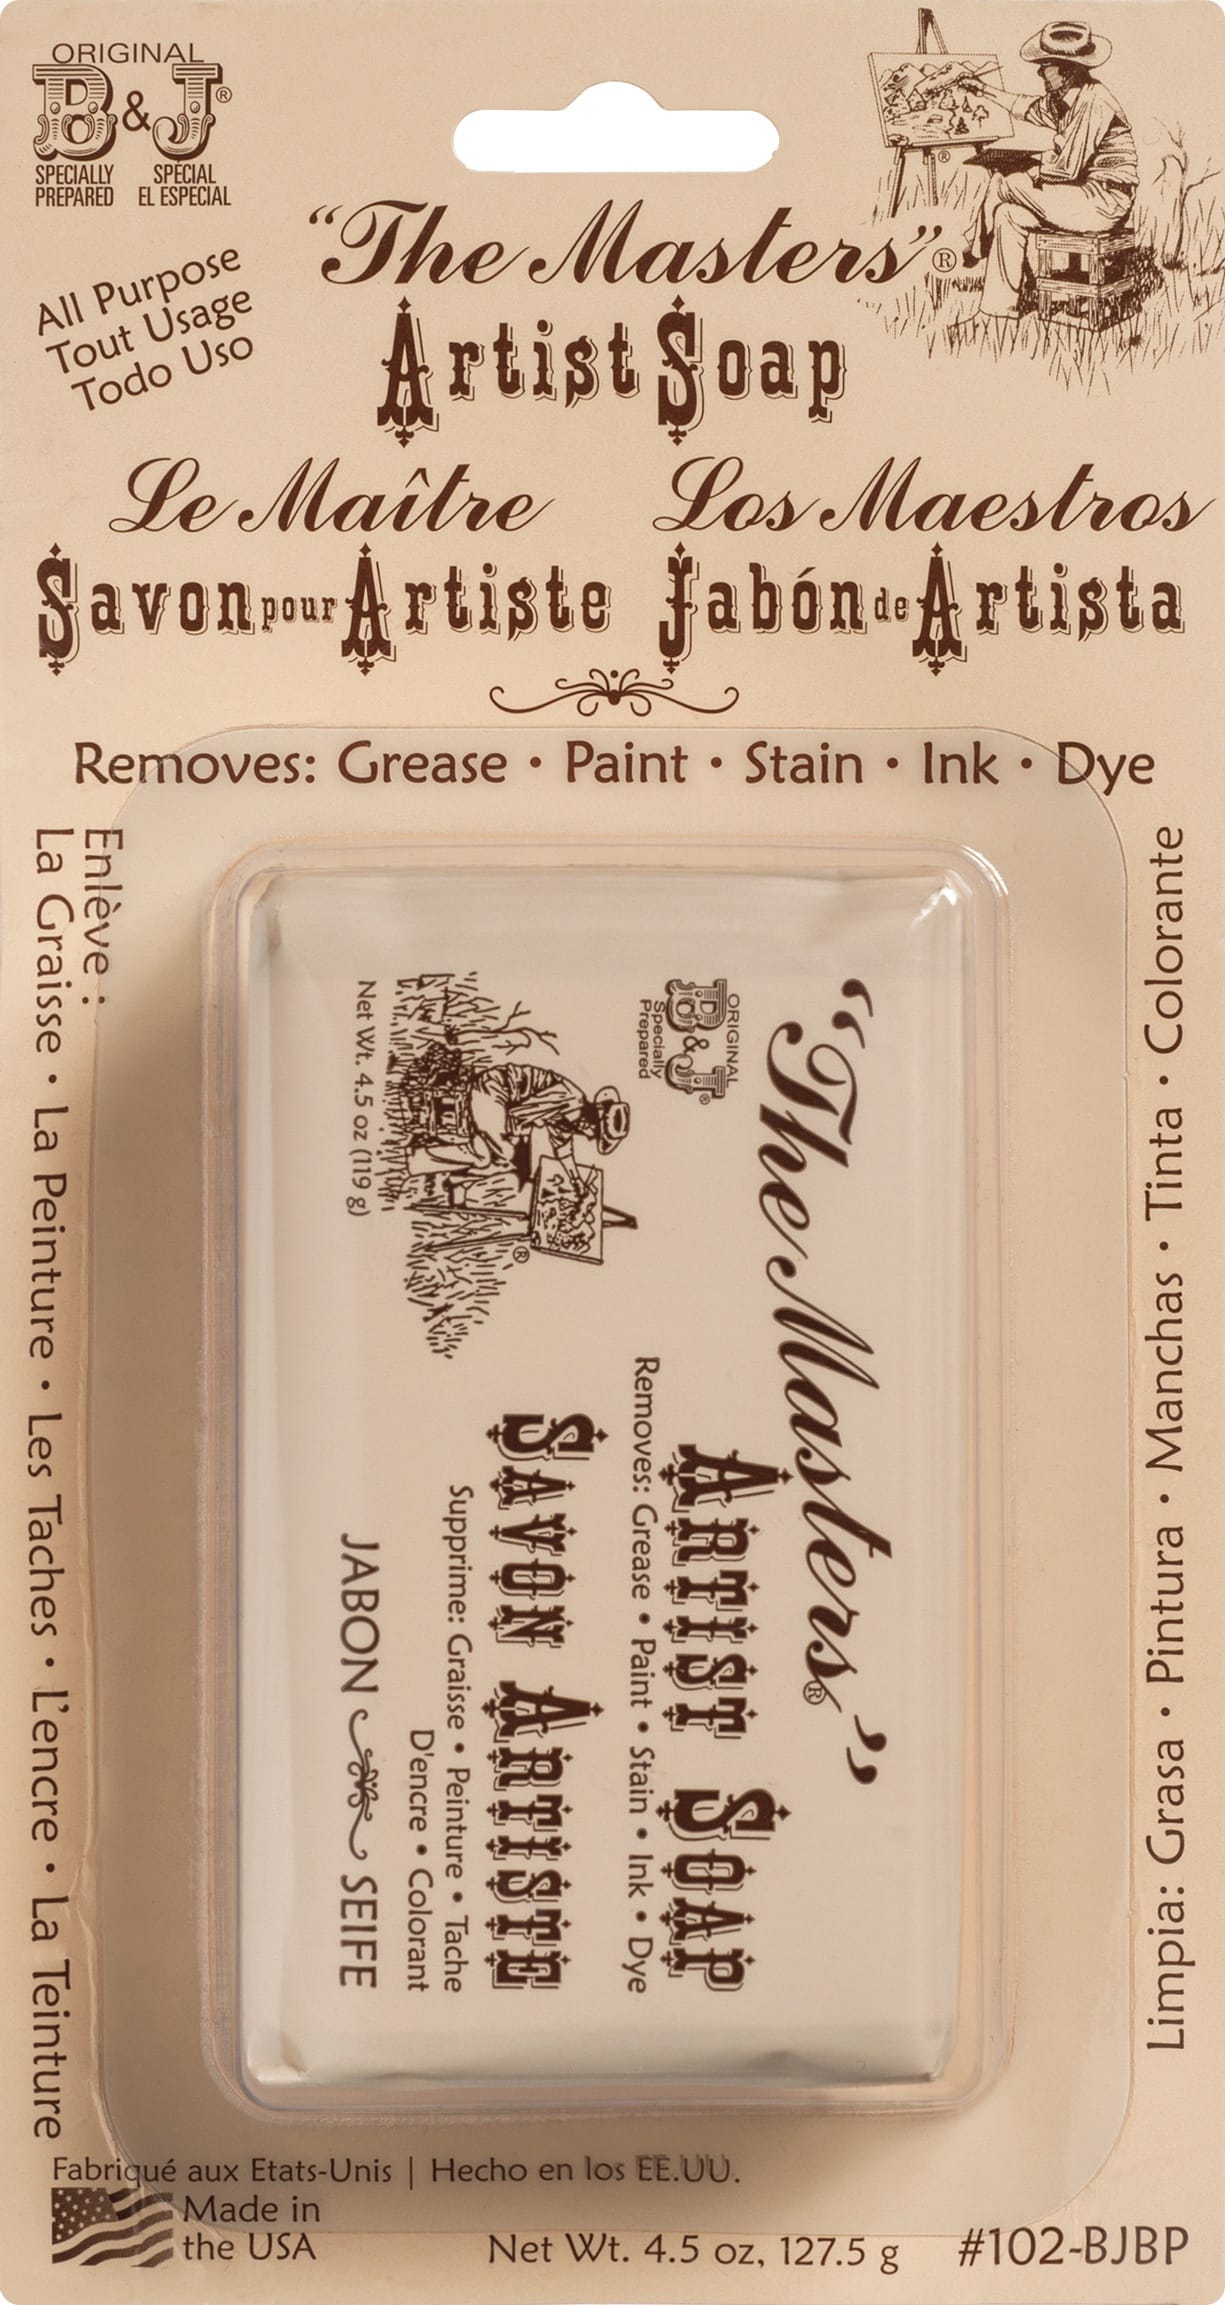 ORIGINAL
B&J®
SPECIALLY PREPARED
SPECIAL EL ESPECIAL
All Purpose
Tout Usage
Todo Uso
®
“The Masters”®
Artist Soap
Le Maître
Savon pour Artiste
Los Maestros
Jabón de Artista
Removes: Grease • Paint • Stain • Ink • Dye
Enlève :
La Graisse • La Peinture • Les Taches • L'encre • La Teinture
Limpia: Grasa • Pintura • Manchas • Tinta • Colorante
“The Masters®”
ORIGINAL
B&J®
Specially
Prepared
ARTIST SOAP
Removes: Grease • Paint • Stain • Ink • Dye
®
SAVON ARTISTE
Supprime: Graisse • Peinture • Tache
D'encre • Colorant
Net Wt. 4.5 oz (119 g)
JABON SEIFE
Fabriqué aux Etats-Unis | Hecho en los EE.UU.
Made in
the USA
Net Wt. 4.5 oz, 127.5 g
#102-BJBP